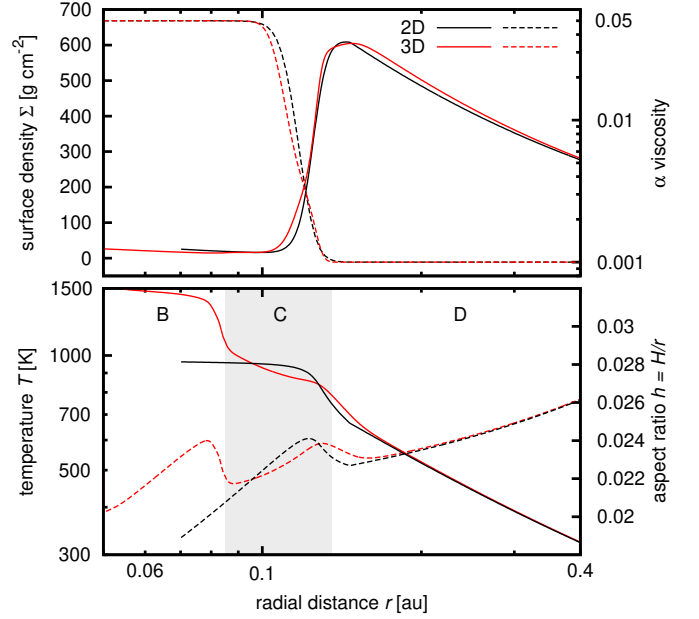 700
600
500
400
300
200
100
0
surface density Σ [g cm⁻²]
2D
3D
0.05
0.01
0.001
α viscosity
1500
1000
700
500
300
temperature T [K]
B C D
0.03
0.028
0.026
0.024
0.022
0.02
aspect ratio h = H/r
0.06 0.1 0.4
radial distance r [au]